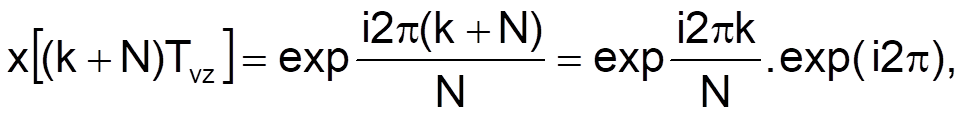 x[(k + N)T_vz] = exp i2π(k + N)/N = exp i2πk/N .exp(i2π),